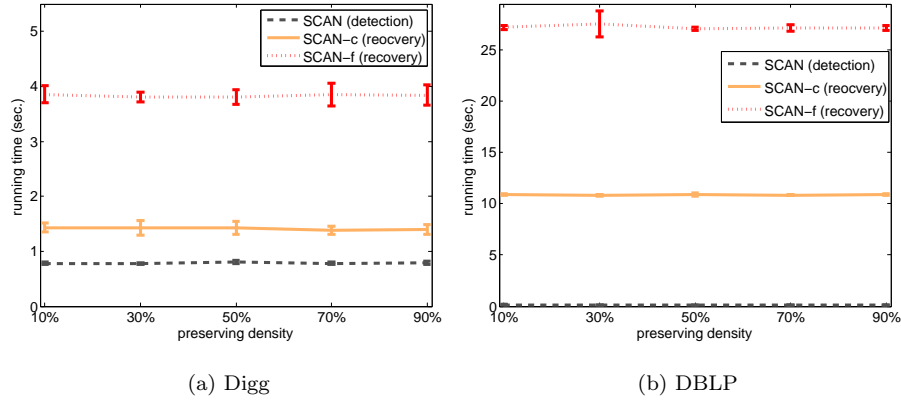 5
4
3
2
1
0
running time (sec.)
SCAN (detection)
SCAN−c (reocvery)
SCAN−f (recovery)
10% 30% 50% 70% 90%
preserving density
(a) Digg
25
20
15
10
5
0
running time (sec.)
SCAN (detection)
SCAN−c (reocvery)
SCAN−f (recovery)
10% 30% 50% 70% 90%
preserving density
(b) DBLP